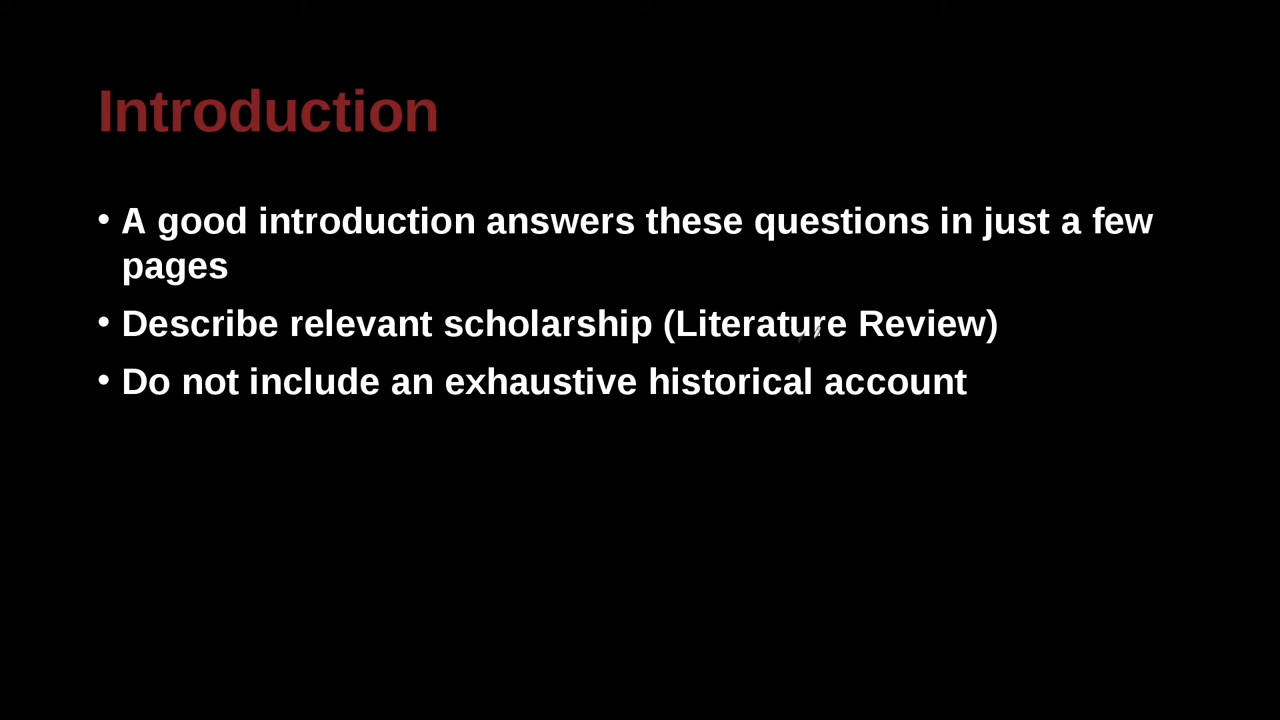 Introduction
• A good introduction answers these questions in just a few
pages
• Describe relevant scholarship (Literature Review)
• Do not include an exhaustive historical account